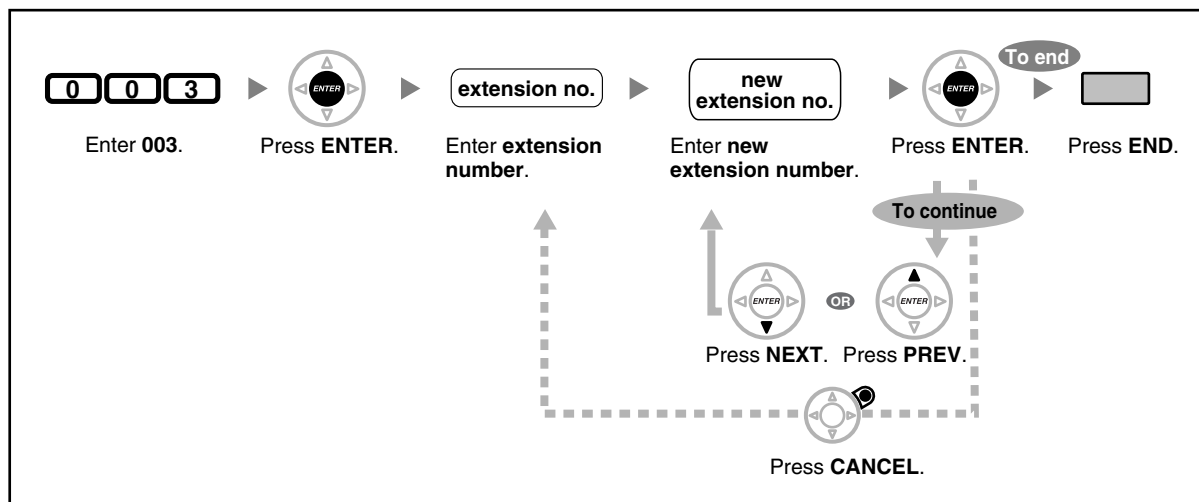 To end
0 0 3
ENTER
extension no.
new
extension no.
ENTER
Enter 003.
Press ENTER.
Enter extension
number.
Enter new
extension number.
Press ENTER.
Press END.
To continue
ENTER
OR
ENTER
Press NEXT.
Press PREV.
Press CANCEL.